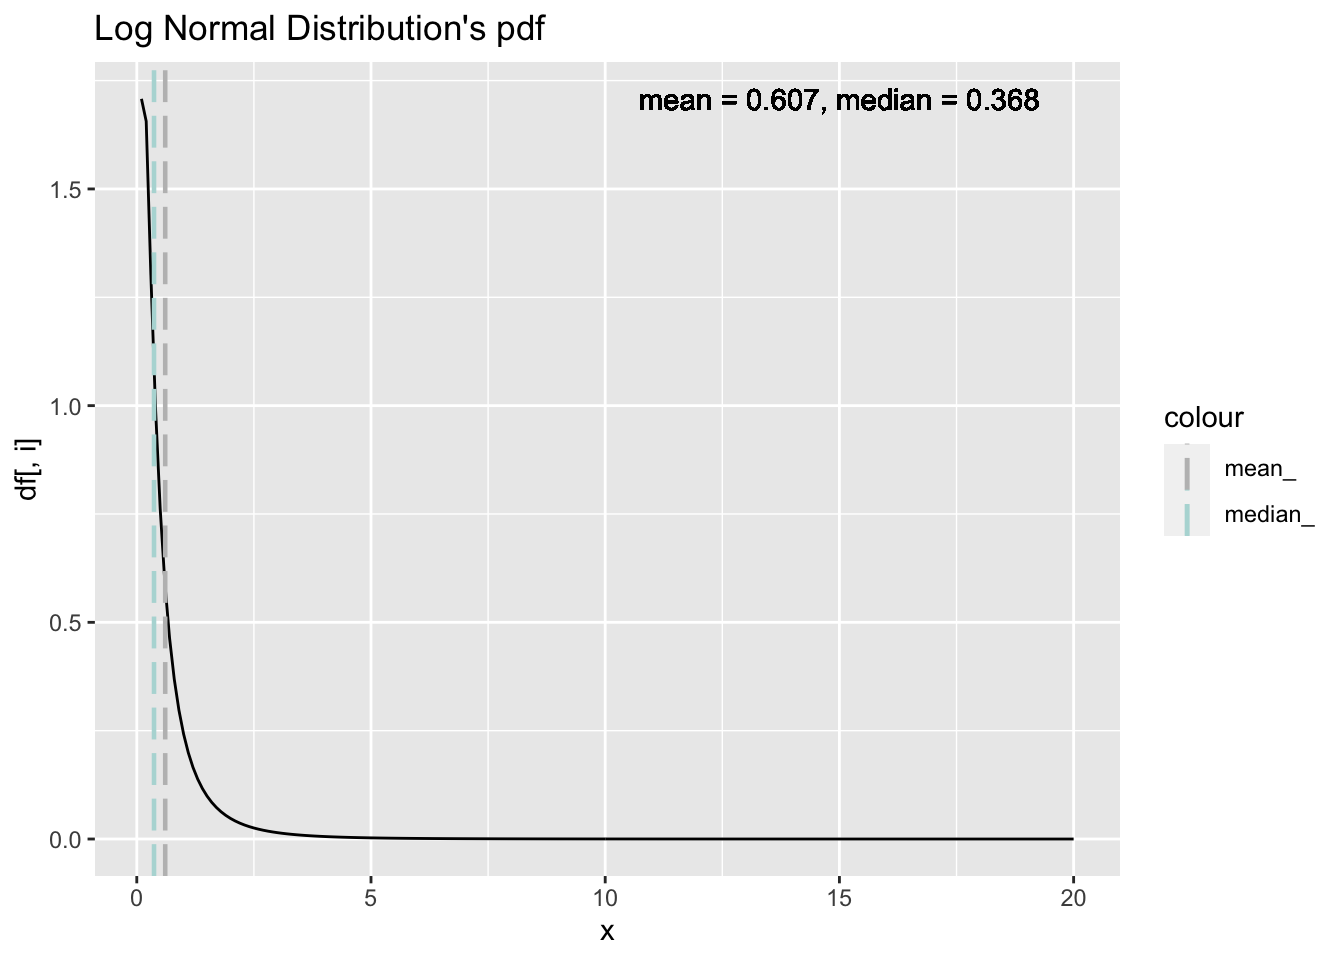 Log Normal Distribution's pdf
mean = 0.607, median = 0.368
1.5
1.0
0.5
0.0
df[, i]
0 5 10 15 20
x
colour
mean_
median_